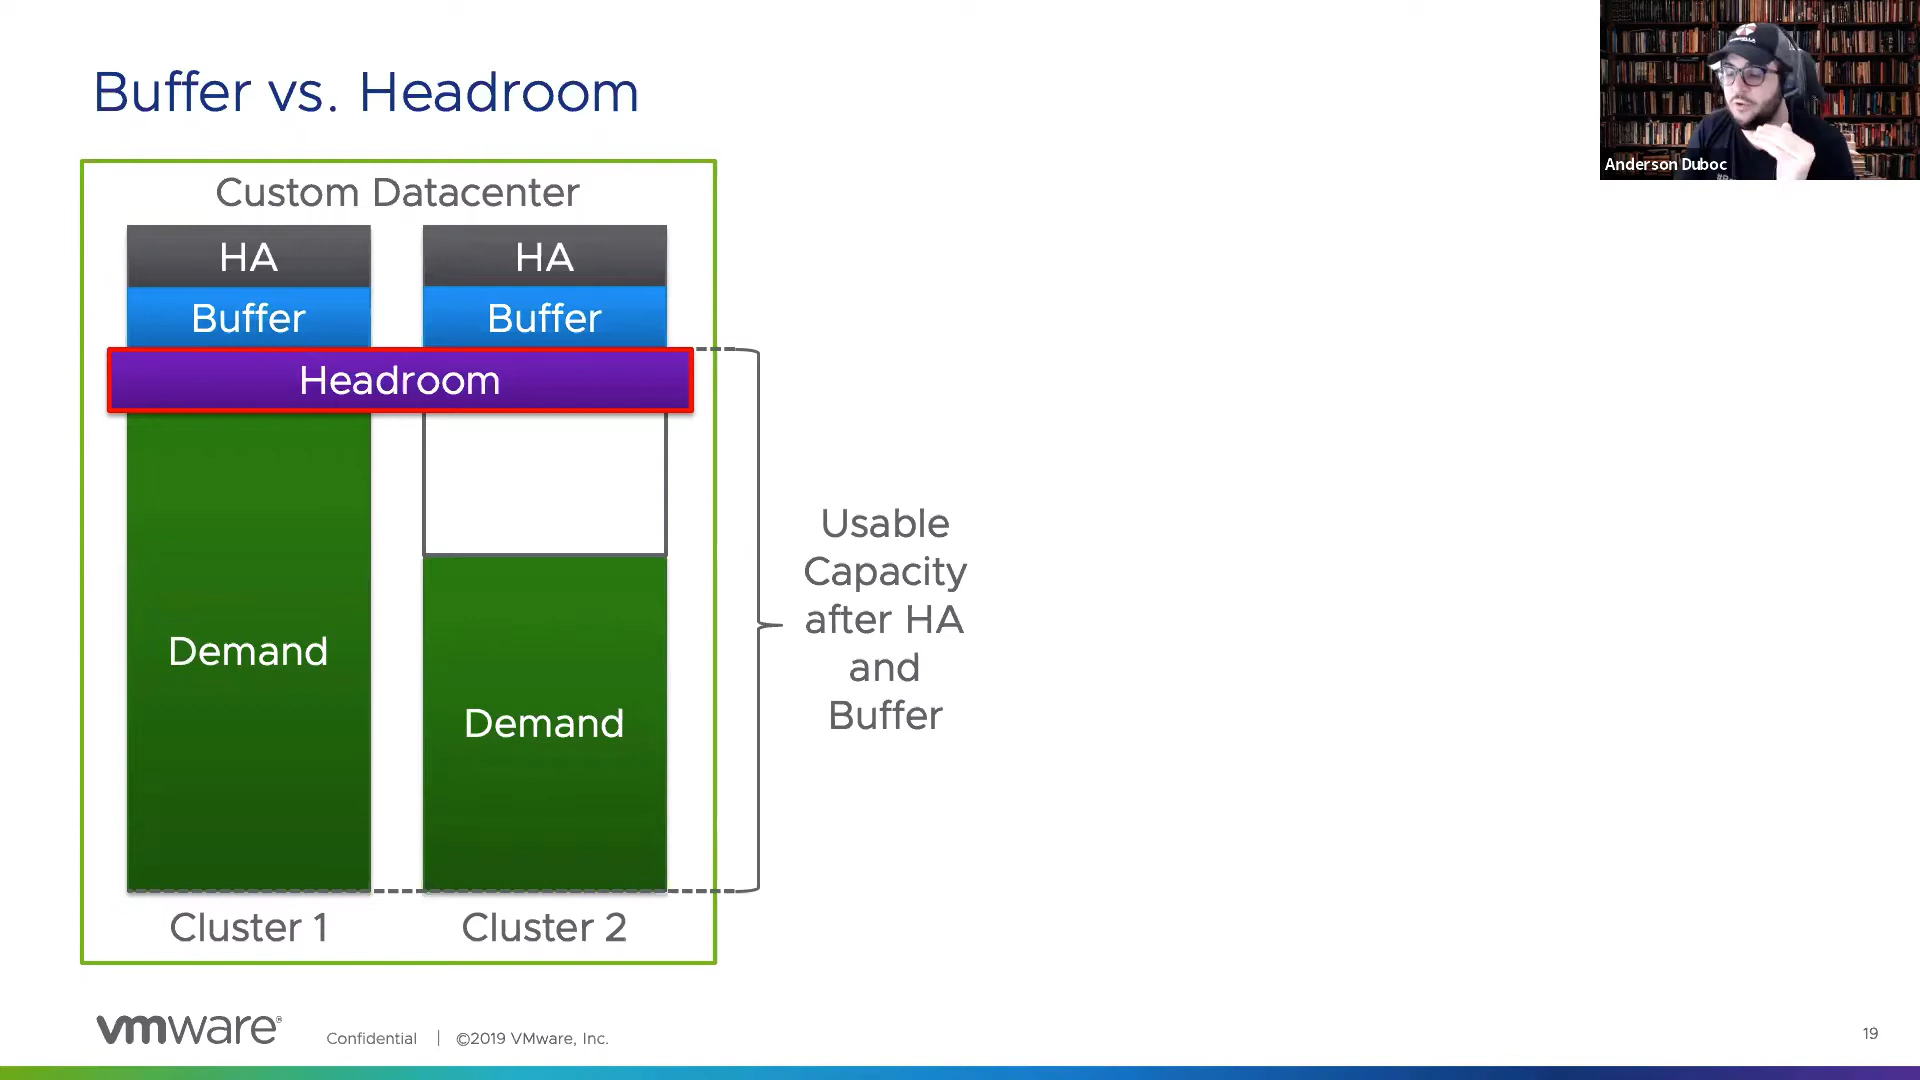 Buffer vs. Headroom
Anderson Duboc
Custom Datacenter
HA
HA
Buffer
Buffer
Headroom
Demand
Demand
Usable
Capacity
after HA
and
Buffer
Cluster 1
Cluster 2
vmware®
Confidential | ©2019 VMware, Inc.
19